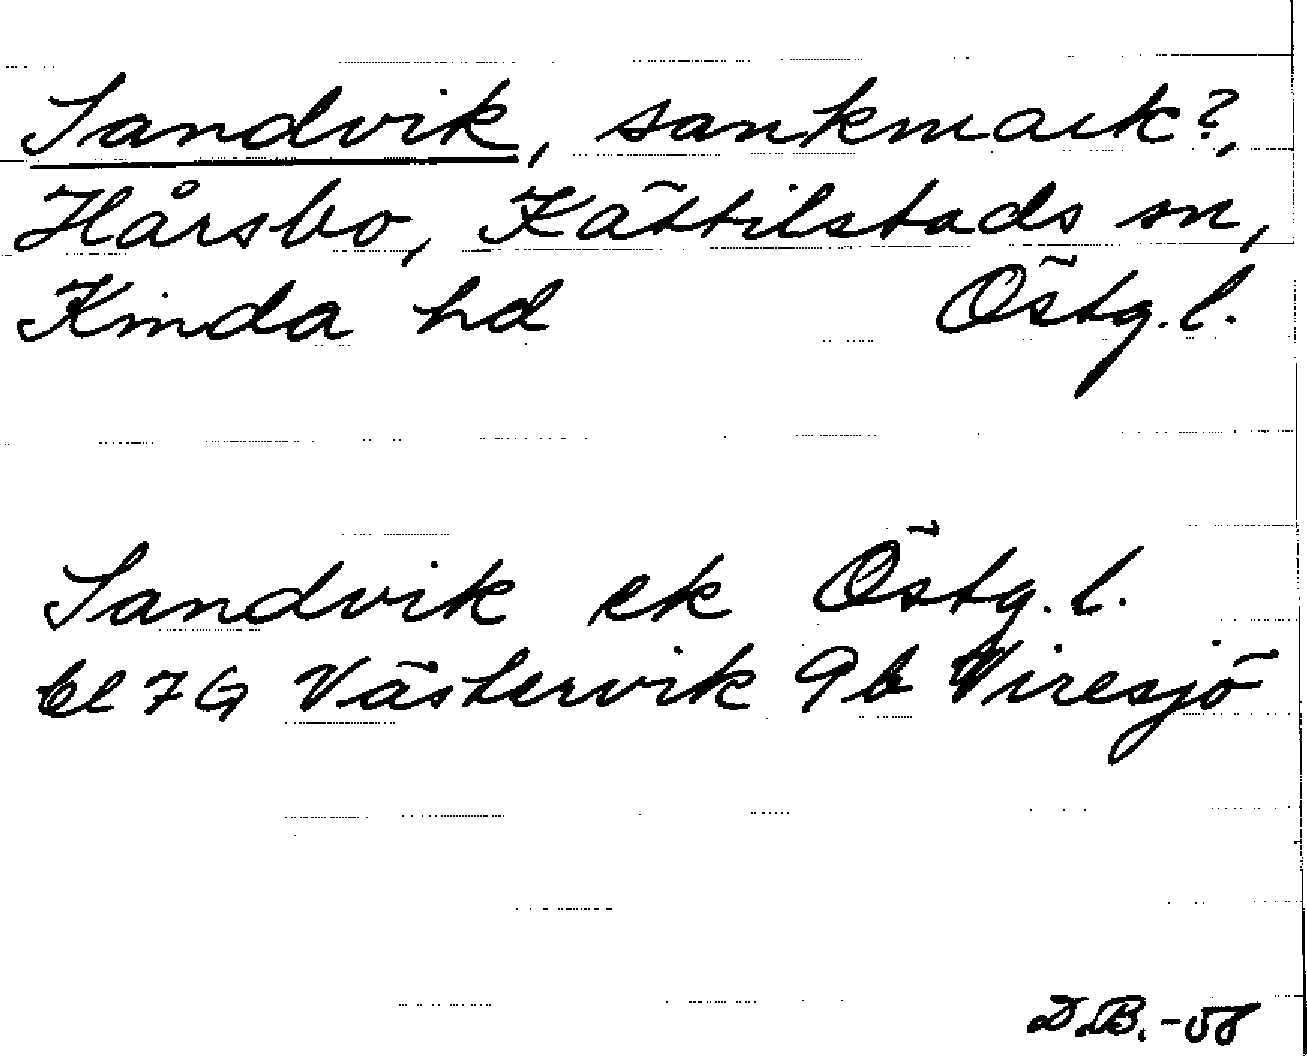 Sandvik, sankmark?,
Hårsbo, Kättilstads sn,
Kinda hd Östg. l.
Sandvik ek Östg. l.
bl 7G Västervik 9b Viresjö
D.B. -58